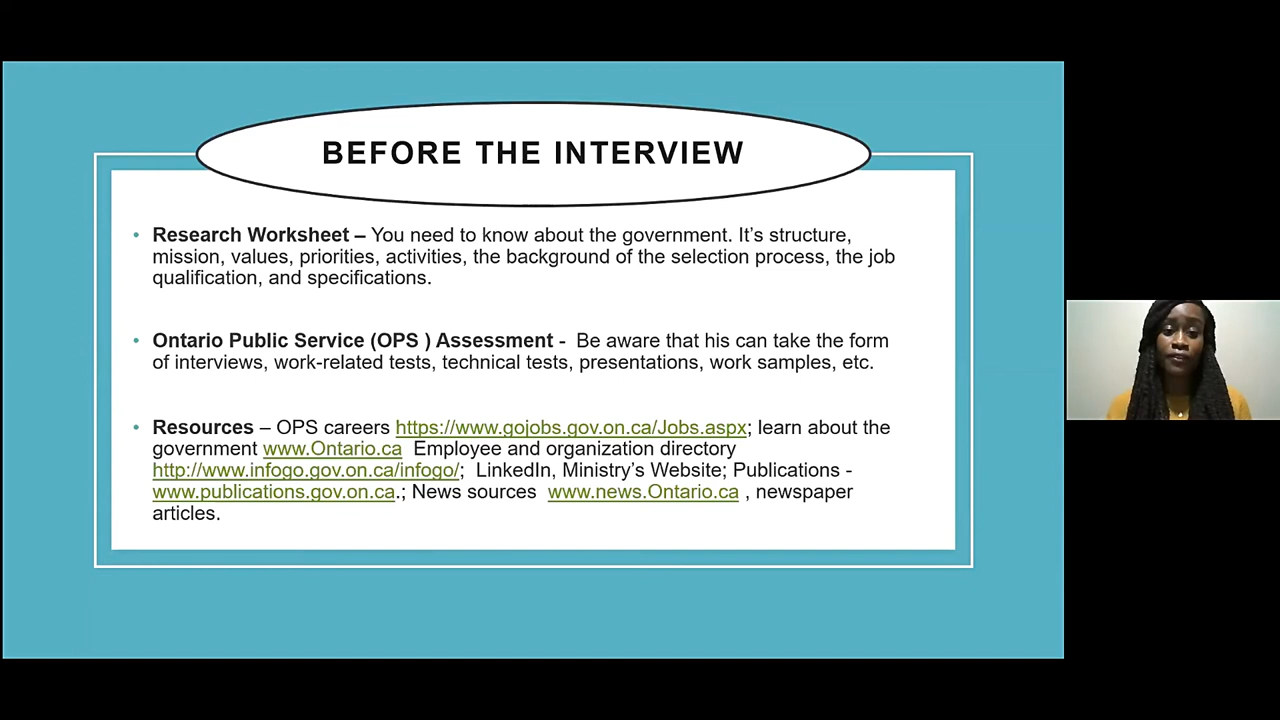 BEFORE THE INTERVIEW
• Research Worksheet – You need to know about the government. It's structure,
mission, values, priorities, activities, the background of the selection process, the job
qualification, and specifications.
• Ontario Public Service (OPS ) Assessment - Be aware that his can take the form
of interviews, work-related tests, technical tests, presentations, work samples, etc.
• Resources – OPS careers https://www.gojobs.gov.on.ca/Jobs.aspx; learn about the
government www.Ontario.ca Employee and organization directory
http://www.infogo.gov.on.ca/infogo/; LinkedIn, Ministry's Website; Publications -
www.publications.gov.on.ca.; News sources www.news.Ontario.ca , newspaper
articles.